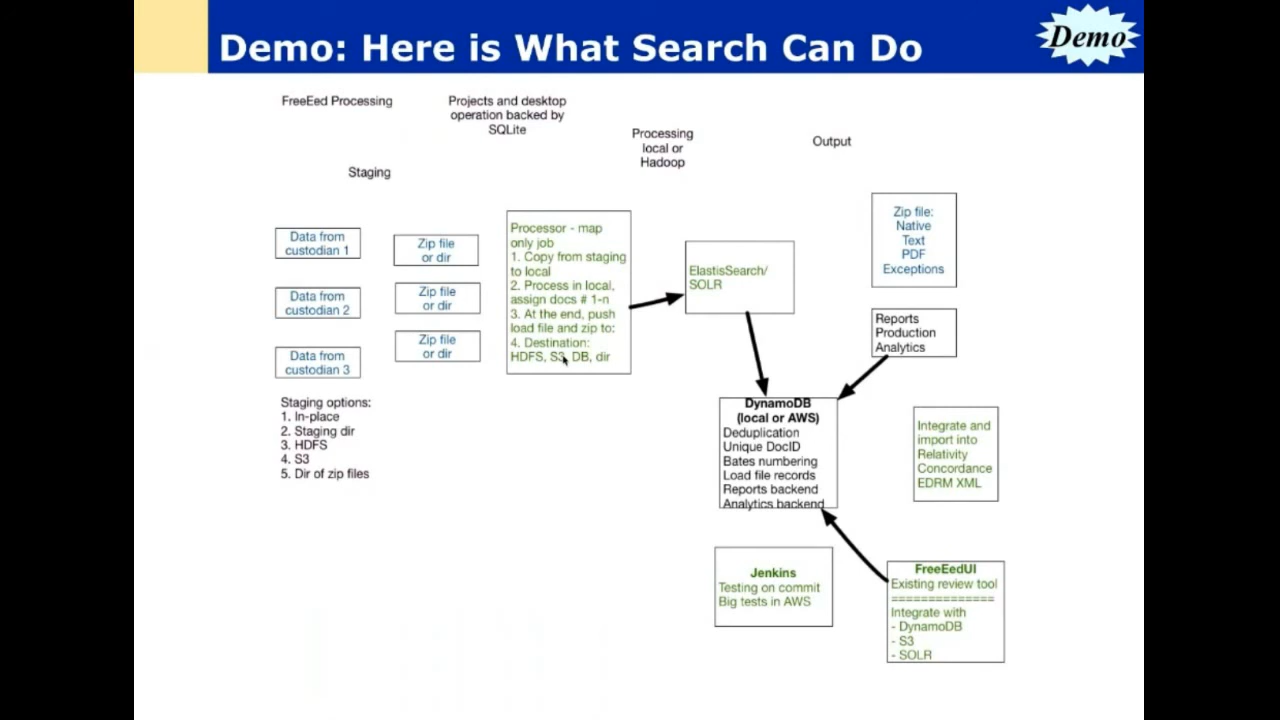 Demo: Here is What Search Can Do
Demo
FreeEed Processing
Projects and desktop
operation backed by
SQLite
Processing
local or
Hadoop
Output
Staging
Data from
custodian 1
Data from
custodian 2
Data from
custodian 3
Staging options:
1. In-place
2. Staging dir
3. HDFS
4. S3
5. Dir of zip files
Zip file
or dir
Zip file
or dir
Zip file
or dir
Processor - map
only job
1. Copy from staging
to local
2. Process in local,
assign docs # 1-n
3. At the end, push
load file and zip to:
4. Destination:
HDFS, S3, DB, dir
ElastisSearch/
SOLR
Zip file:
Native
Text
PDF
Exceptions
Reports
Production
Analytics
DynamoDB
(local or AWS)
Deduplication
Unique DocID
Bates numbering
Load file records
Reports backend
Analytics backend
Integrate and
import into
Relativity
Concordance
EDRM XML
Jenkins
Testing on commit
Big tests in AWS
FreeEedUI
Existing review tool
==============
Integrate with
- DynamoDB
- S3
- SOLR